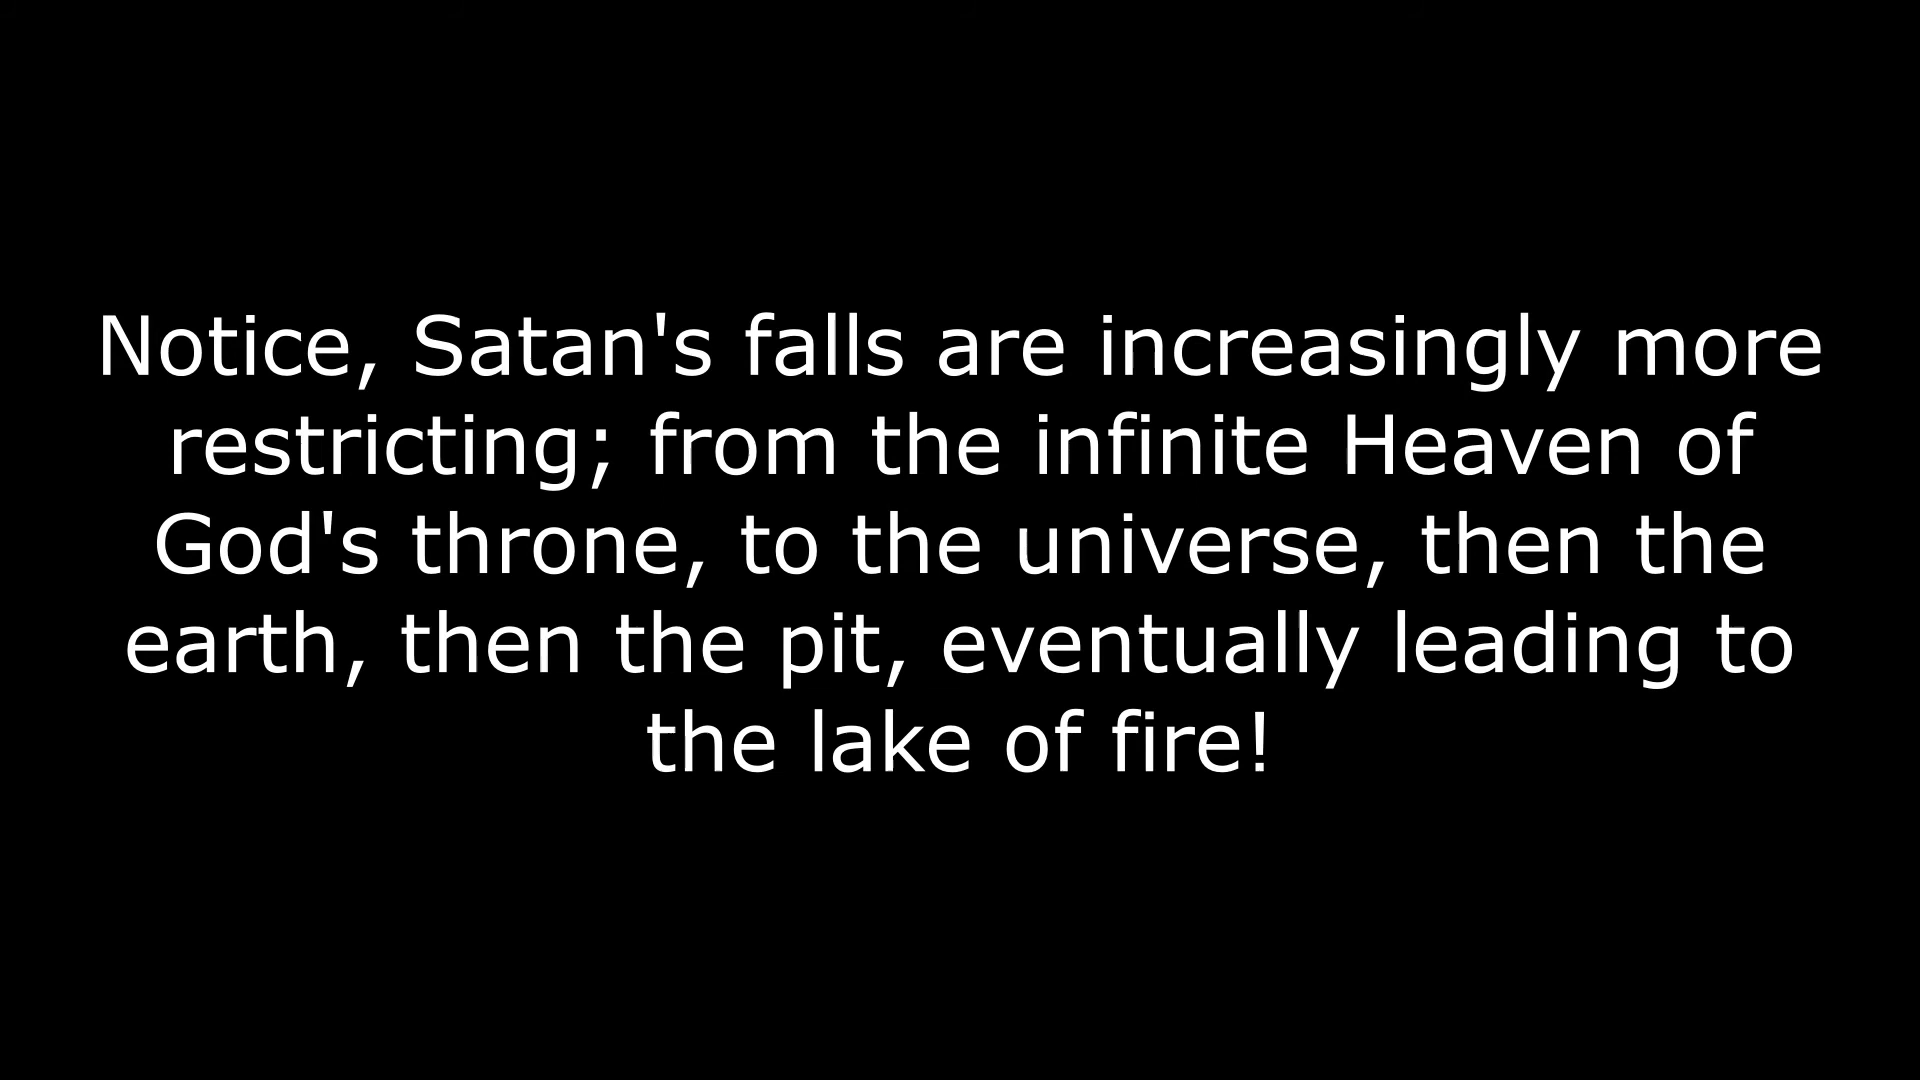 Notice, Satan's falls are increasingly more
restricting; from the infinite Heaven of
God's throne, to the universe, then the
earth, then the pit, eventually leading to
the lake of fire!